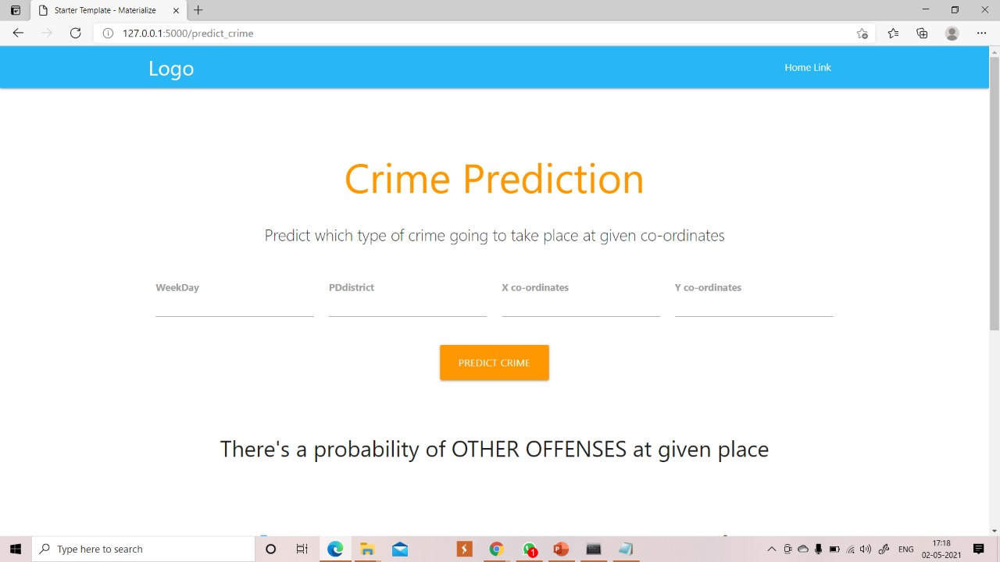 Starter Template - Materialize
127.0.0.1:5000/predict_crime
Logo
Home Link
Crime Prediction
Predict which type of crime going to take place at given co-ordinates
WeekDay PDdistrict X co-ordinates Y co-ordinates
PREDICT CRIME
There's a probability of OTHER OFFENSES at given place
Type here to search
1
ENG
17:18
02-05-2021